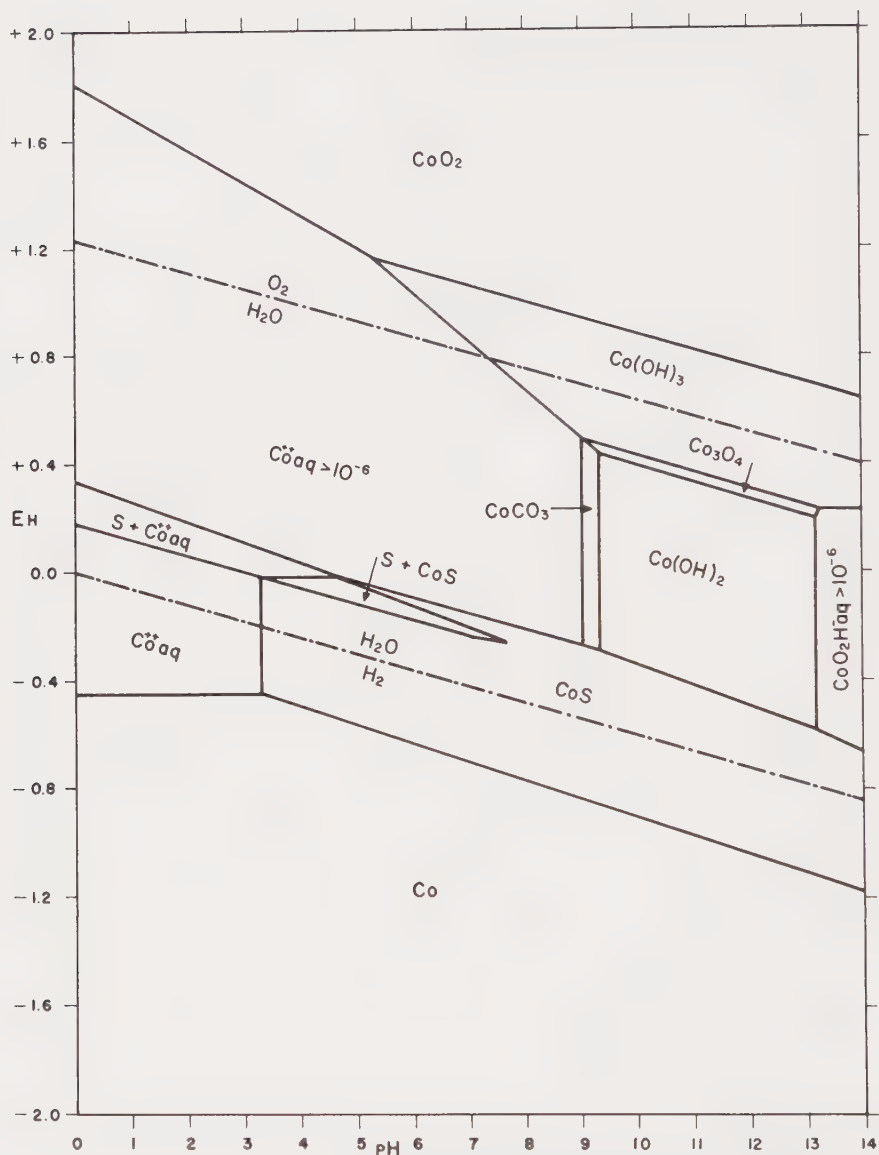 + 2.0
+ 1.6
CoO₂
+ 1.2
O₂
H₂O
+ 0.8
Co(OH)₃
Co₃O₄
+ 0.4
Co⁺⁺aq > 10⁻⁶
CoCO₃
EH
S + Co⁺⁺aq
S + CoS
Co(OH)₂
CoO₂H⁻aq > 10⁻⁶
0.0
Co⁺⁺aq
H₂O
H₂
CoS
− 0.4
− 0.8
Co
− 1.2
− 1.6
− 2.0
0 1 2 3 4 5 6 7 8 9 10 11 12 13 14
pH